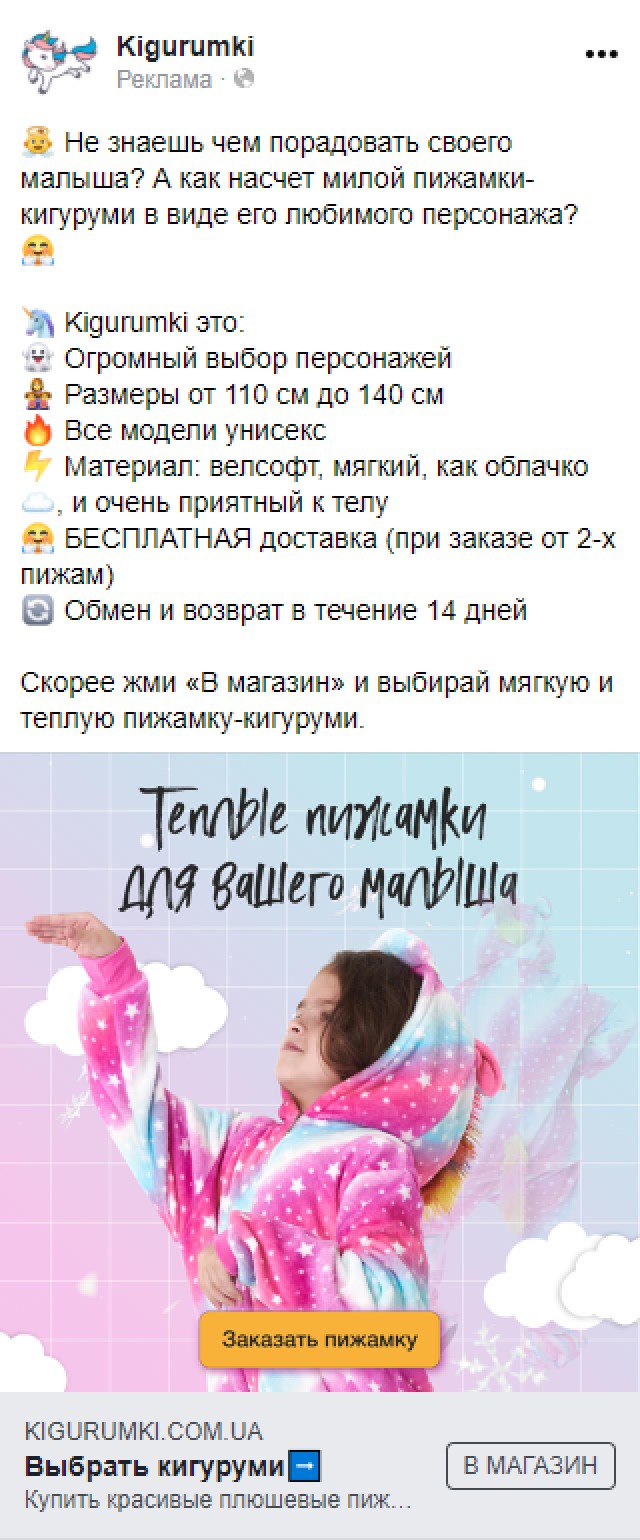 Kigurumki
Реклама ·
👼 Не знаешь чем порадовать своего
малыша? А как насчет милой пижамки-
кигуруми в виде его любимого персонажа?
🤗
🦄 Kigurumki это:
👻 Огромный выбор персонажей
👩‍👧 Размеры от 110 см до 140 см
🔥 Все модели унисекс
⚡ Материал: велсофт, мягкий, как облачко
☁️, и очень приятный к телу
🤗 БЕСПЛАТНАЯ доставка (при заказе от 2-х
пижам)
🔄 Обмен и возврат в течение 14 дней
Скорее жми «В магазин» и выбирай мягкую и
теплую пижамку-кигуруми.
Теплые пижамки
для вашего малыша
Заказать пижамку
KIGURUMKI.COM.UA
Выбрать кигуруми➡️
В МАГАЗИН
Купить красивые плюшевые пиж...